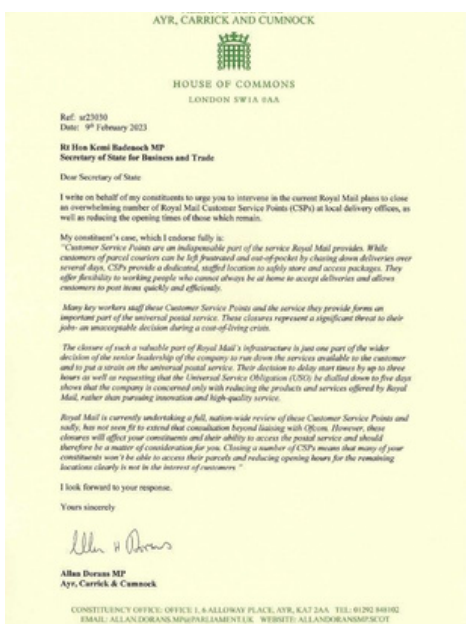 AYR, CARRICK AND CUMNOCK
HOUSE OF COMMONS
LONDON SW1A 0AA
Ref: sr23030
Date: 9th February 2023
Rt Hon Kemi Badenoch MP
Secretary of State for Business and Trade
Dear Secretary of State
I write on behalf of my constituents to urge you to intervene in the current Royal Mail plans to close
an overwhelming number of Royal Mail Customer Service Points (CSPs) at local delivery offices, as
well as reducing the opening times of those which remain.
My constituent's case, which I endorse fully is:
"Customer Service Points are an indispensable part of the service Royal Mail provides. While
customers of parcel couriers can be left frustrated and out-of-pocket by chasing down deliveries over
several days, CSPs provide a dedicated, staffed location to safely store and access packages. They
offer flexibility to working people who cannot always be at home to accept deliveries and allows
customers to post items quickly and efficiently.
Many key workers staff these Customer Service Points and the service they provide forms an
important part of the universal postal service. These closures represent a significant threat to their
jobs- an unacceptable decision during a cost-of-living crisis.
The closure of such a valuable part of Royal Mail's infrastructure is just one part of the wider
decision of the senior leadership of the company to run down the services available to the customer
and to put a strain on the universal postal service. Their decision to delay start times by up to three
hours as well as requesting that the Universal Service Obligation (USO) be dialled down to five days
shows that the company is concerned only with reducing the products and services offered by Royal
Mail, rather than pursuing innovation and high-quality service.
Royal Mail is currently undertaking a full, nation-wide review of these Customer Service Points and
sadly, has not seen fit to extend that consultation beyond liaising with Ofcom. However, these
closures will affect your constituents and their ability to access the postal service and should
therefore be a matter of consideration for you. Closing a number of CSPs means that many of your
constituents won't be able to access their parcels and reducing opening hours for the remaining
locations clearly is not in the interest of customers."
I look forward to your response.
Yours sincerely
Allan H Dorans
Allan Dorans MP
Ayr, Carrick & Cumnock
CONSTITUENCY OFFICE: OFFICE 1, 6 ALLOWAY PLACE, AYR, KA7 2AA TEL: 01292 848102
EMAIL: ALLAN.DORANS.MP@PARLIAMENT.UK WEBSITE: ALLANDORANSMP.SCOT